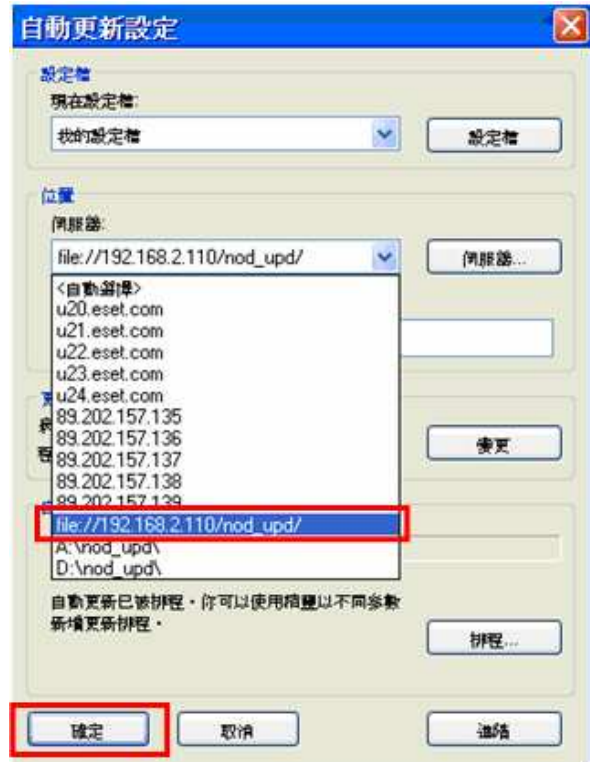 自動更新設定
設定檔
現在設定檔:
我的設定檔
設定檔
位置
伺服器:
file://192.168.2.110/nod_upd/
伺服器...
<自動選擇>
u20.eset.com
u21.eset.com
u22.eset.com
u23.eset.com
u24.eset.com
89.202.157.135
89.202.157.136
89.202.157.137
89.202.157.138
89.202.157.139
變更
file://192.168.2.110/nod_upd/
A:\nod_upd\
D:\nod_upd\
自動更新已被排程。你可以使用精靈以不同參數
新增更新排程。
排程...
確定
取消
進階